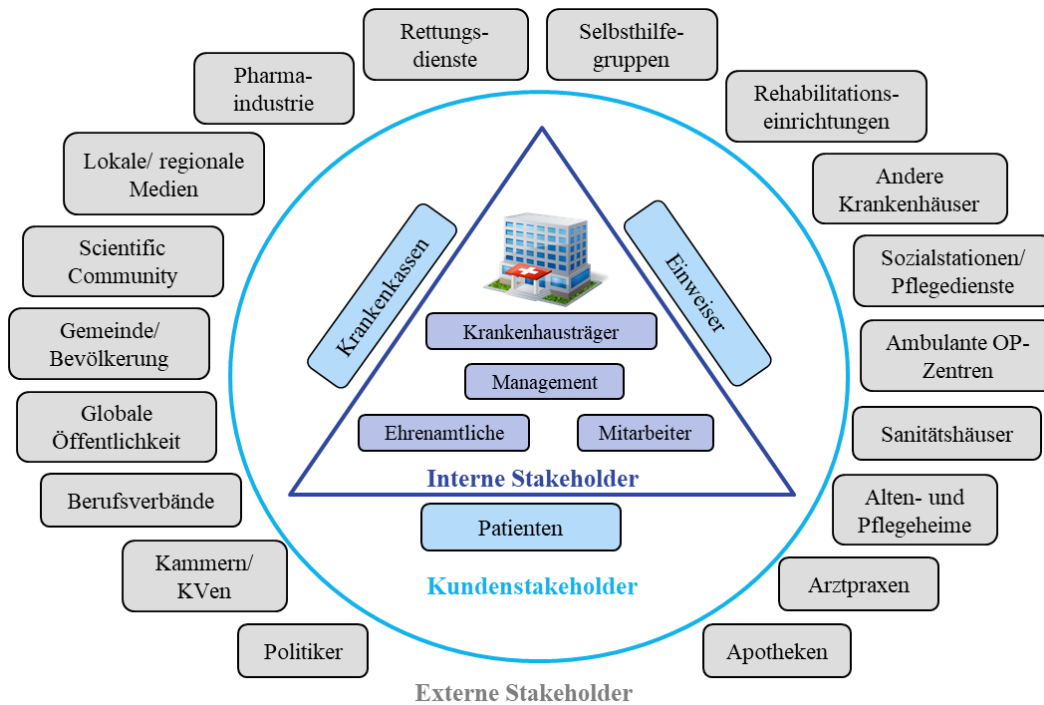 Rettungs-
dienste
Selbsthilfe-
gruppen
Pharma-
industrie
Rehabilitations-
einrichtungen
Lokale/ regionale
Medien
Andere
Krankenhäuser
Scientific
Community
Krankenkassen
Einweiser
Sozialstationen/
Pflegedienste
Gemeinde/
Bevölkerung
Krankenhausträger
Ambulante OP-
Zentren
Management
Globale
Öffentlichkeit
Ehrenamtliche
Mitarbeiter
Sanitätshäuser
Interne Stakeholder
Berufsverbände
Patienten
Alten- und
Pflegeheime
Kammern/
KVen
Kundenstakeholder
Arztpraxen
Politiker
Apotheken
Externe Stakeholder